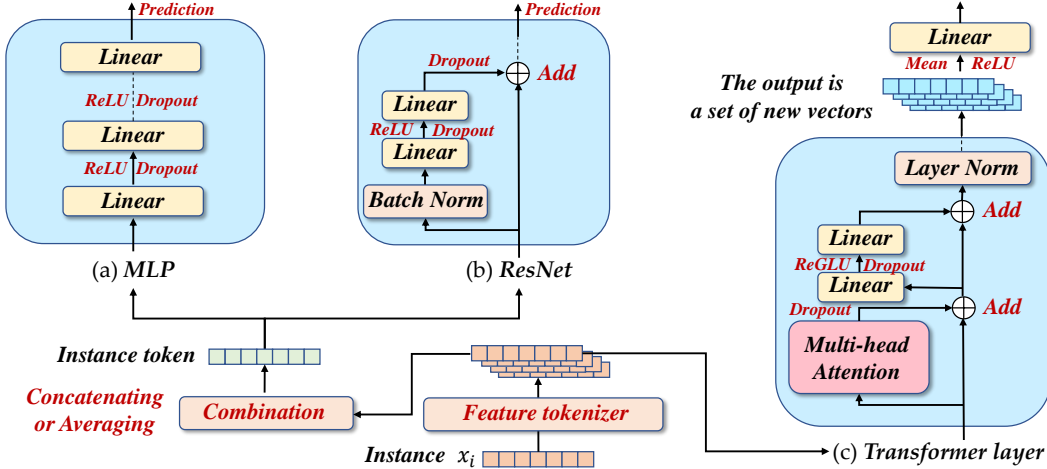 Prediction
Linear
ReLU Dropout
Linear
ReLU Dropout
Linear
(a) MLP
Prediction
Dropout
Add
Linear
ReLU Dropout
Linear
Batch Norm
(b) ResNet
Linear
Mean ReLU
The output is
a set of new vectors
Layer Norm
Add
Linear
ReGLU Dropout
Linear
Dropout
Add
Multi-head
Attention
(c) Transformer layer
Instance token
Concatenating
or Averaging
Combination
Feature tokenizer
Instance x_i